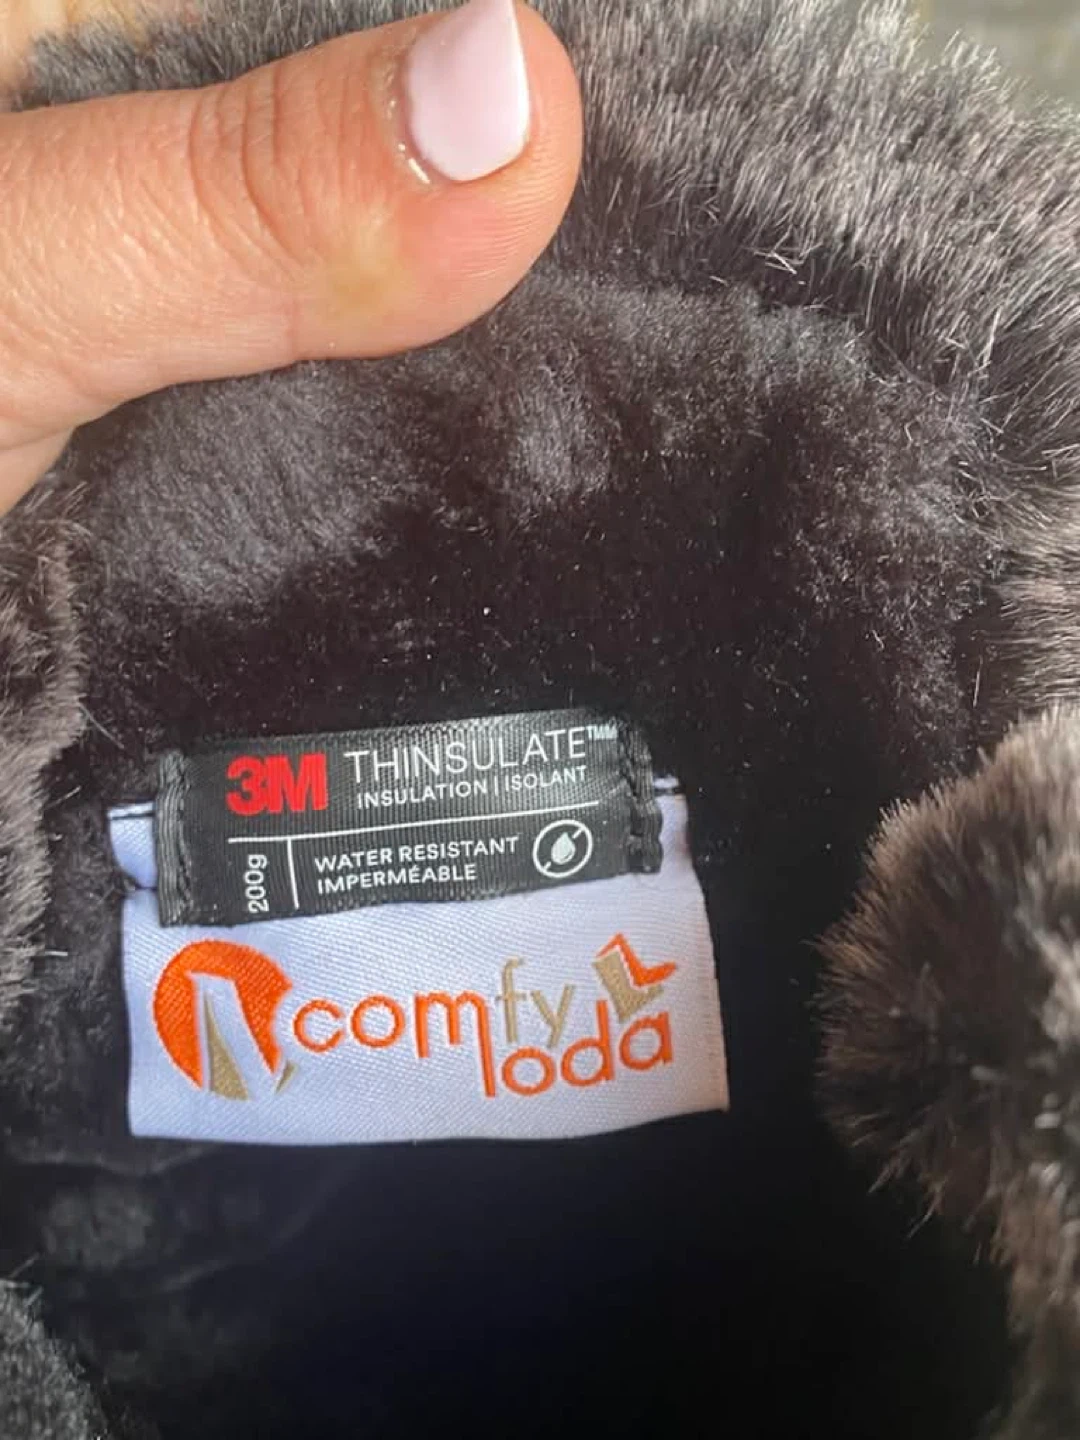 3M THINSULATE™
INSULATION | ISOLANT
200g
WATER RESISTANT
IMPERMÉABLE
comfy
moda